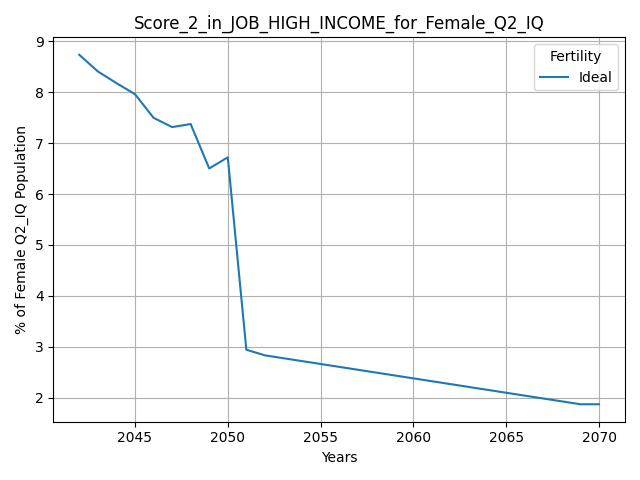 Score_2_in_JOB_HIGH_INCOME_for_Female_Q2_IQ
Fertility
Ideal
% of Female Q2_IQ Population
9
8
7
6
5
4
3
2
2045 2050 2055 2060 2065 2070
Years